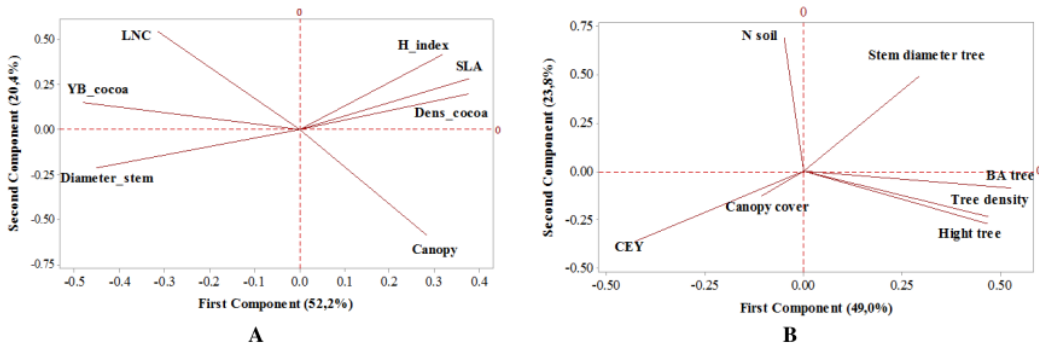 0
0.50
0.25
0.00
-0.25
-0.50
-0.75
Second Component (20,4%)
LNC
H_index
SLA
YB_cocoa
Dens_cocoa
0
Diameter_stem
Canopy
-0.5 -0.4 -0.3 -0.2 -0.1 0.0 0.1 0.2 0.3 0.4
First Component (52,2%)
A
0
0.75
0.50
0.25
0.00
-0.25
-0.50
Second Component (23,8%)
N soil
Stem diameter tree
BA tree
Tree density
Canopy cover
Hight tree
CEY
-0.50 -0.25 0.00 0.25 0.50
First Component (49,0%)
B